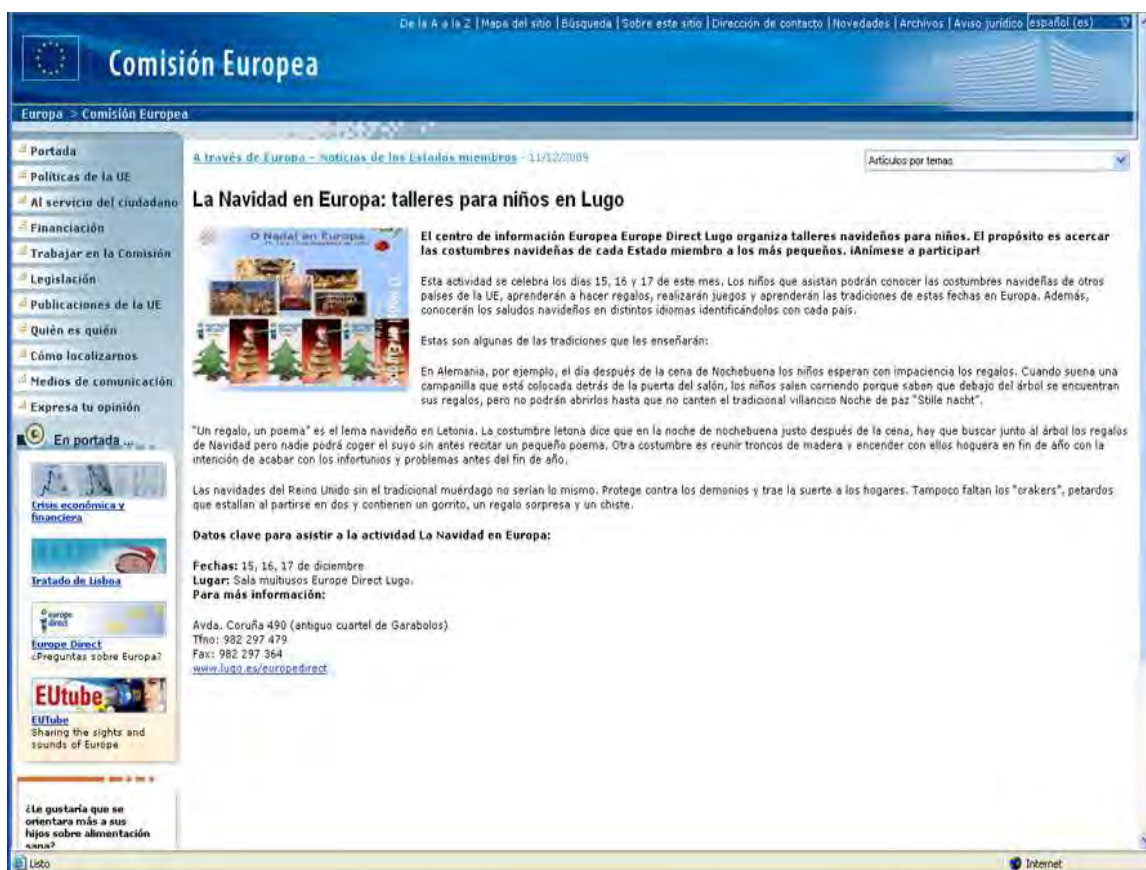 De la A a la Z | Mapa del sitio | Búsqueda | Sobre este sitio | Dirección de contacto | Novedades | Archivos | Aviso jurídico español (es)
Comisión Europea
Europa > Comisión Europea
Portada
Políticas de la UE
Al servicio del ciudadano
Financiación
Trabajar en la Comisión
Legislación
Publicaciones de la UE
Quién es quién
Cómo localizarnos
Medios de comunicación
Expresa tu opinión
En portada ...
Crisis económica y
financiera
Tratado de Lisboa
europe
direct
Europe Direct
¿Preguntas sobre Europa?
EUtube
EUTube
Sharing the sights and
sounds of Europe
¿Le gustaría que se
orientara más a sus
hijos sobre alimentación
sana?
A través de Europa – Noticias de los Estados miembros - 11/12/2009
Artículos por temas
La Navidad en Europa: talleres para niños en Lugo
O Nadal en Europa
El centro de información Europea Europe Direct Lugo organiza talleres navideños para niños. El propósito es acercar
las costumbres navideñas de cada Estado miembro a los más pequeños. ¡Anímese a participar!
Esta actividad se celebra los días 15, 16 y 17 de este mes. Los niños que asistan podrán conocer las costumbres navideñas de otros
países de la UE, aprenderán a hacer regalos, realizarán juegos y aprenderán las tradiciones de estas fechas en Europa. Además,
conocerán los saludos navideños en distintos idiomas identificándolos con cada país.
Estas son algunas de las tradiciones que les enseñarán:
En Alemania, por ejemplo, el día después de la cena de Nochebuena los niños esperan con impaciencia los regalos. Cuando suena una
campanilla que está colocada detrás de la puerta del salón, los niños salen corriendo porque saben que debajo del árbol se encuentran
sus regalos, pero no podrán abrirlos hasta que no canten el tradicional villancico Noche de paz "Stille nacht".
"Un regalo, un poema" es el lema navideño en Letonia. La costumbre letona dice que en la noche de nochebuena justo después de la cena, hay que buscar junto al árbol los regalos
de Navidad pero nadie podrá coger el suyo sin antes recitar un pequeño poema. Otra costumbre es reunir troncos de madera y encender con ellos hoguera en fin de año con la
intención de acabar con los infortunios y problemas antes del fin de año.
Las navidades del Reino Unido sin el tradicional muérdago no serían lo mismo. Protege contra los demonios y trae la suerte a los hogares. Tampoco faltan los "crakers", petardos
que estallan al partirse en dos y contienen un gorrito, un regalo sorpresa y un chiste.
Datos clave para asistir a la actividad La Navidad en Europa:
Fechas: 15, 16, 17 de diciembre
Lugar: Sala multiusos Europe Direct Lugo.
Para más información:
Avda. Coruña 490 (antiguo cuartel de Garabolos)
Tfno: 982 297 479
Fax: 982 297 364
www.lugo.es/europedirect
Listo
Internet